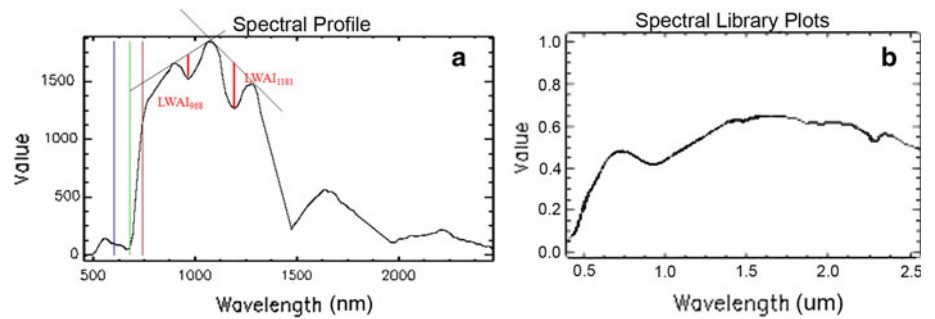 Spectral Profile
a
LWAI968
LWAI1181
Value
1500
1000
500
0
500
1000
1500
2000
Wavelength (nm)
Spectral Library Plots
b
Value
1.0
0.8
0.6
0.4
0.2
0.0
0.5
1.0
1.5
2.0
2.5
Wavelength (um)